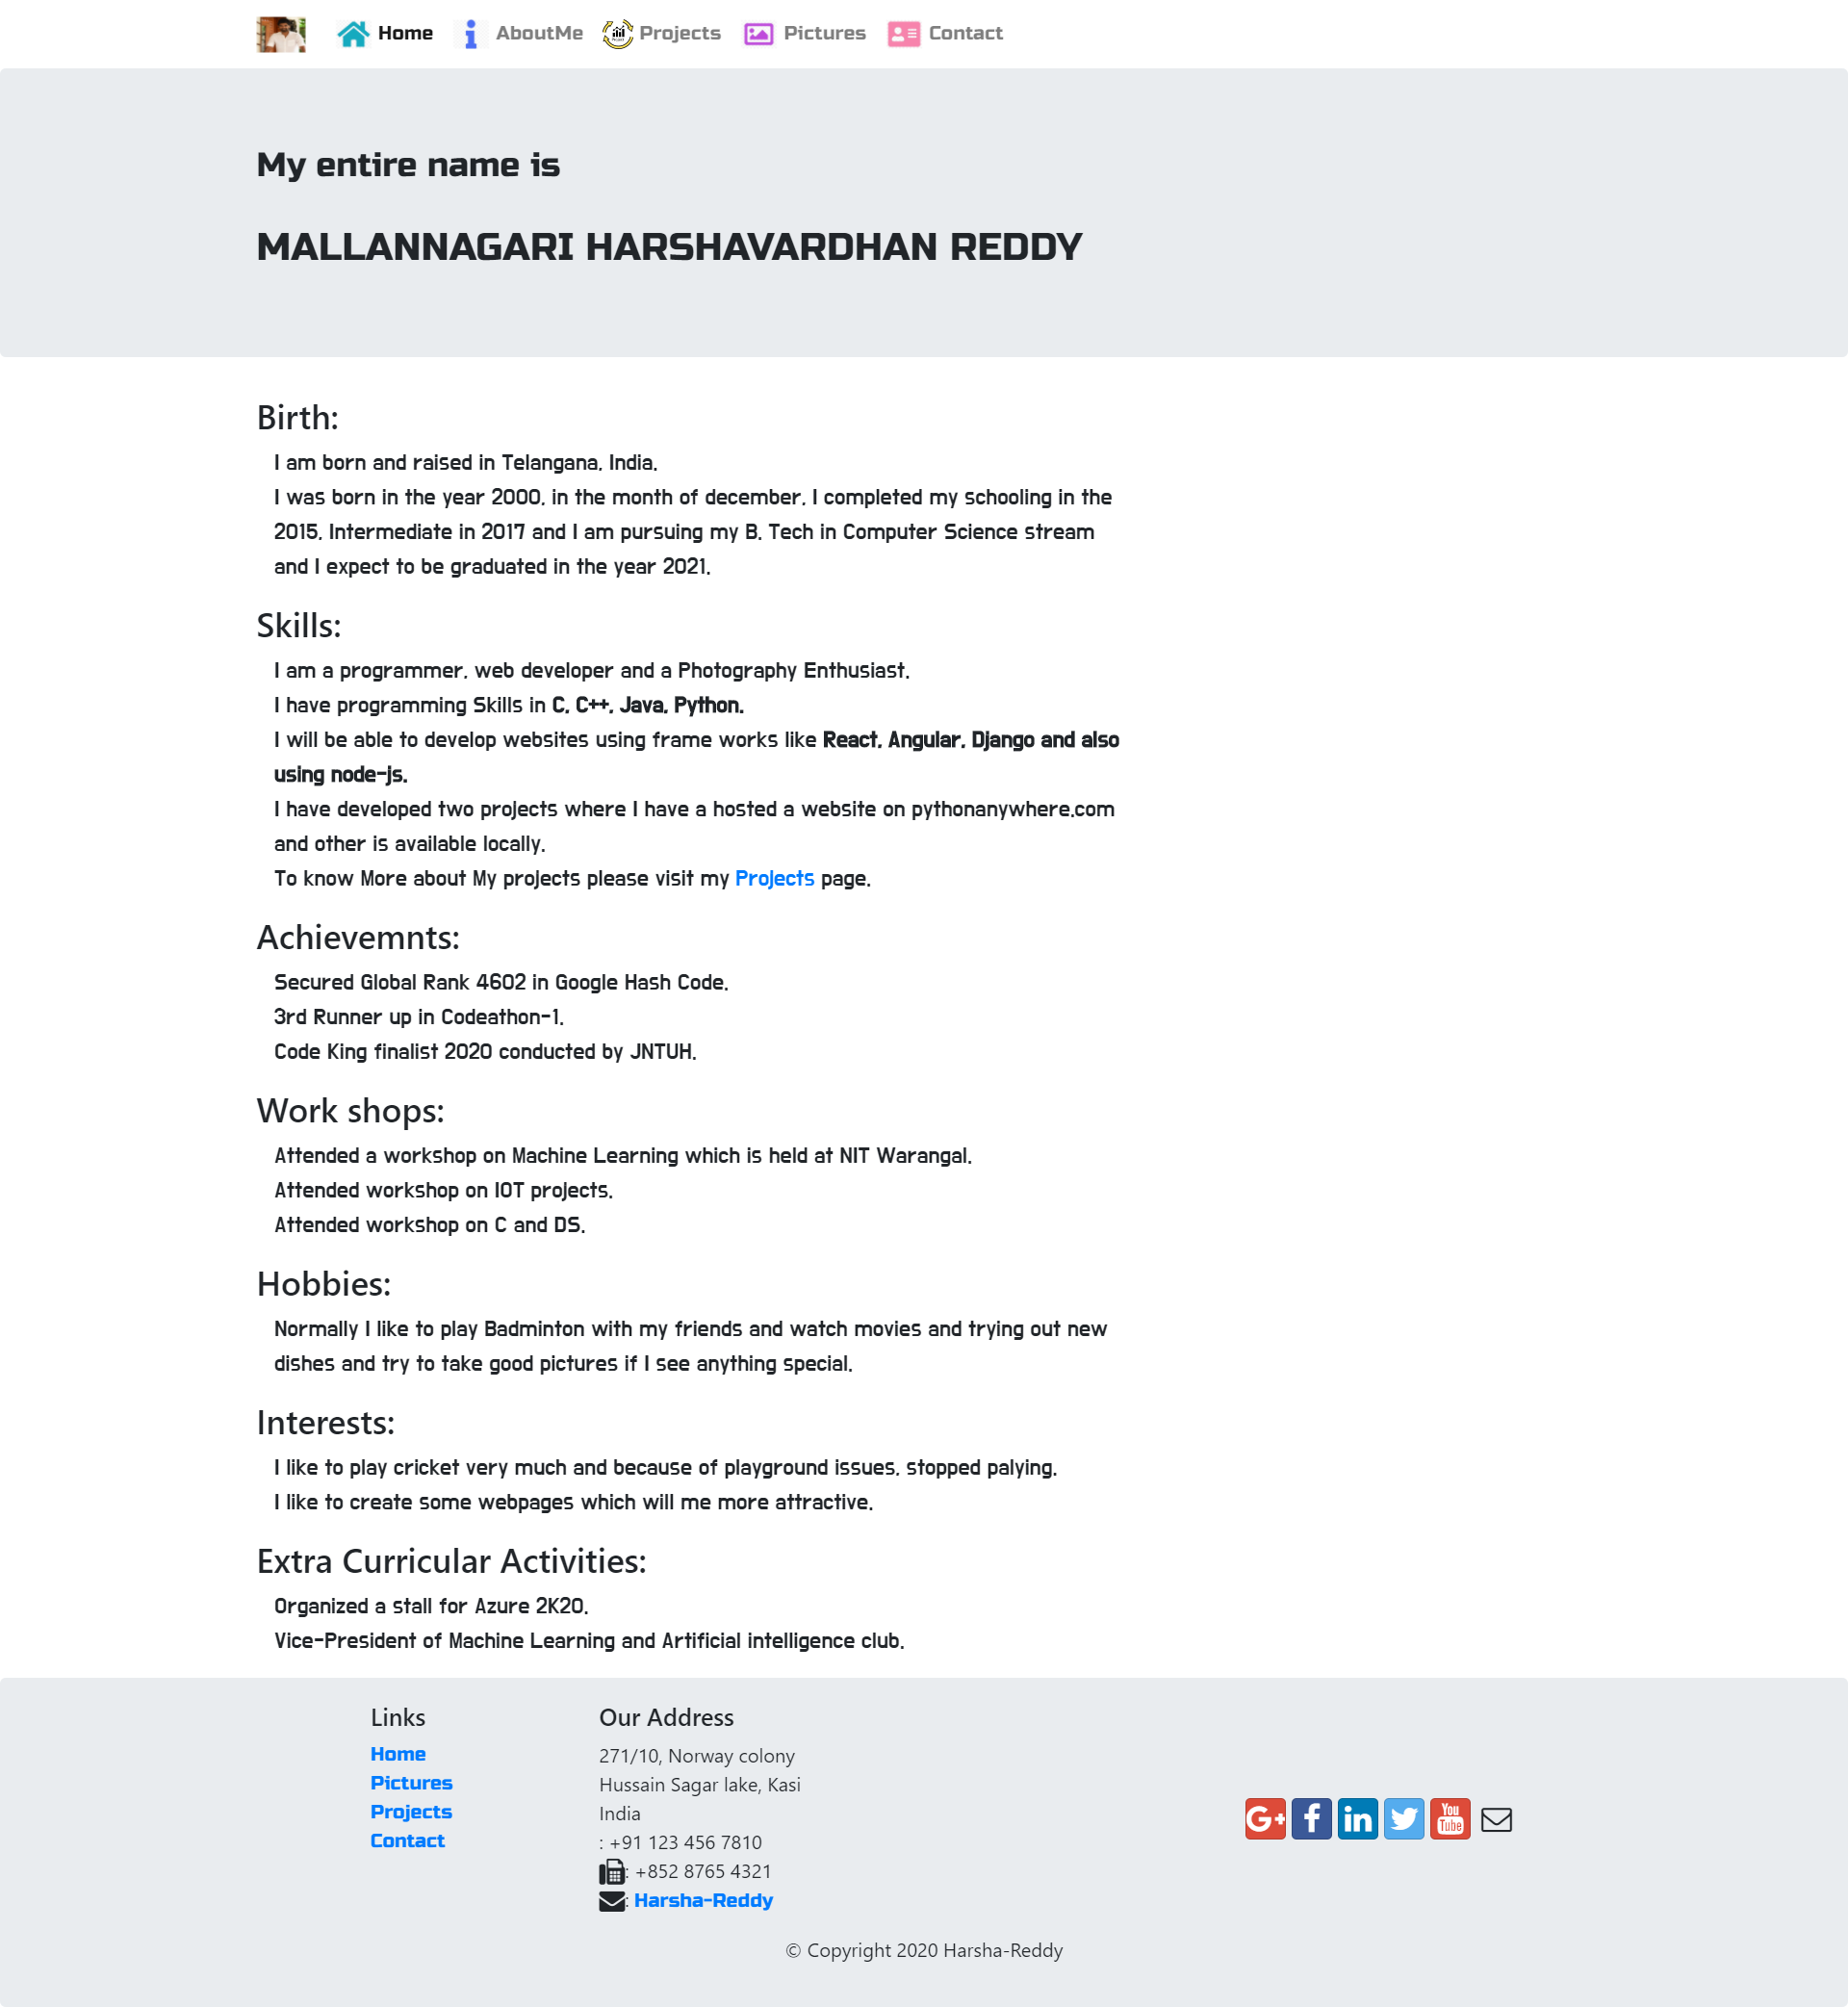 Home AboutMe Projects Pictures Contact
My entire name is
MALLANNAGARI HARSHAVARDHAN REDDY
Birth:
I am born and raised in Telangana, India.
I was born in the year 2000, in the month of december, I completed my schooling in the
2015, Intermediate in 2017 and I am pursuing my B. Tech in Computer Science stream
and I expect to be graduated in the year 2021.
Skills:
I am a programmer, web developer and a Photography Enthusiast.
I have programming Skills in C, C++, Java, Python.
I will be able to develop websites using frame works like React, Angular, Django and also
using node-js.
I have developed two projects where I have a hosted a website on pythonanywhere.com
and other is available locally.
To know More about My projects please visit my Projects page.
Achievemnts:
Secured Global Rank 4602 in Google Hash Code.
3rd Runner up in Codeathon-1.
Code King finalist 2020 conducted by JNTUH.
Work shops:
Attended a workshop on Machine Learning which is held at NIT Warangal.
Attended workshop on IOT projects.
Attended workshop on C and DS.
Hobbies:
Normally I like to play Badminton with my friends and watch movies and trying out new
dishes and try to take good pictures if I see anything special.
Interests:
I like to play cricket very much and because of playground issues, stopped palying.
I like to create some webpages which will me more attractive.
Extra Curricular Activities:
Organized a stall for Azure 2K20.
Vice-President of Machine Learning and Artificial intelligence club.
Links
Home
Pictures
Projects
Contact
Our Address
271/10, Norway colony
Hussain Sagar lake, Kasi
India
: +91 123 456 7810
: +852 8765 4321
: Harsha-Reddy
G+ f in You Tube
© Copyright 2020 Harsha-Reddy